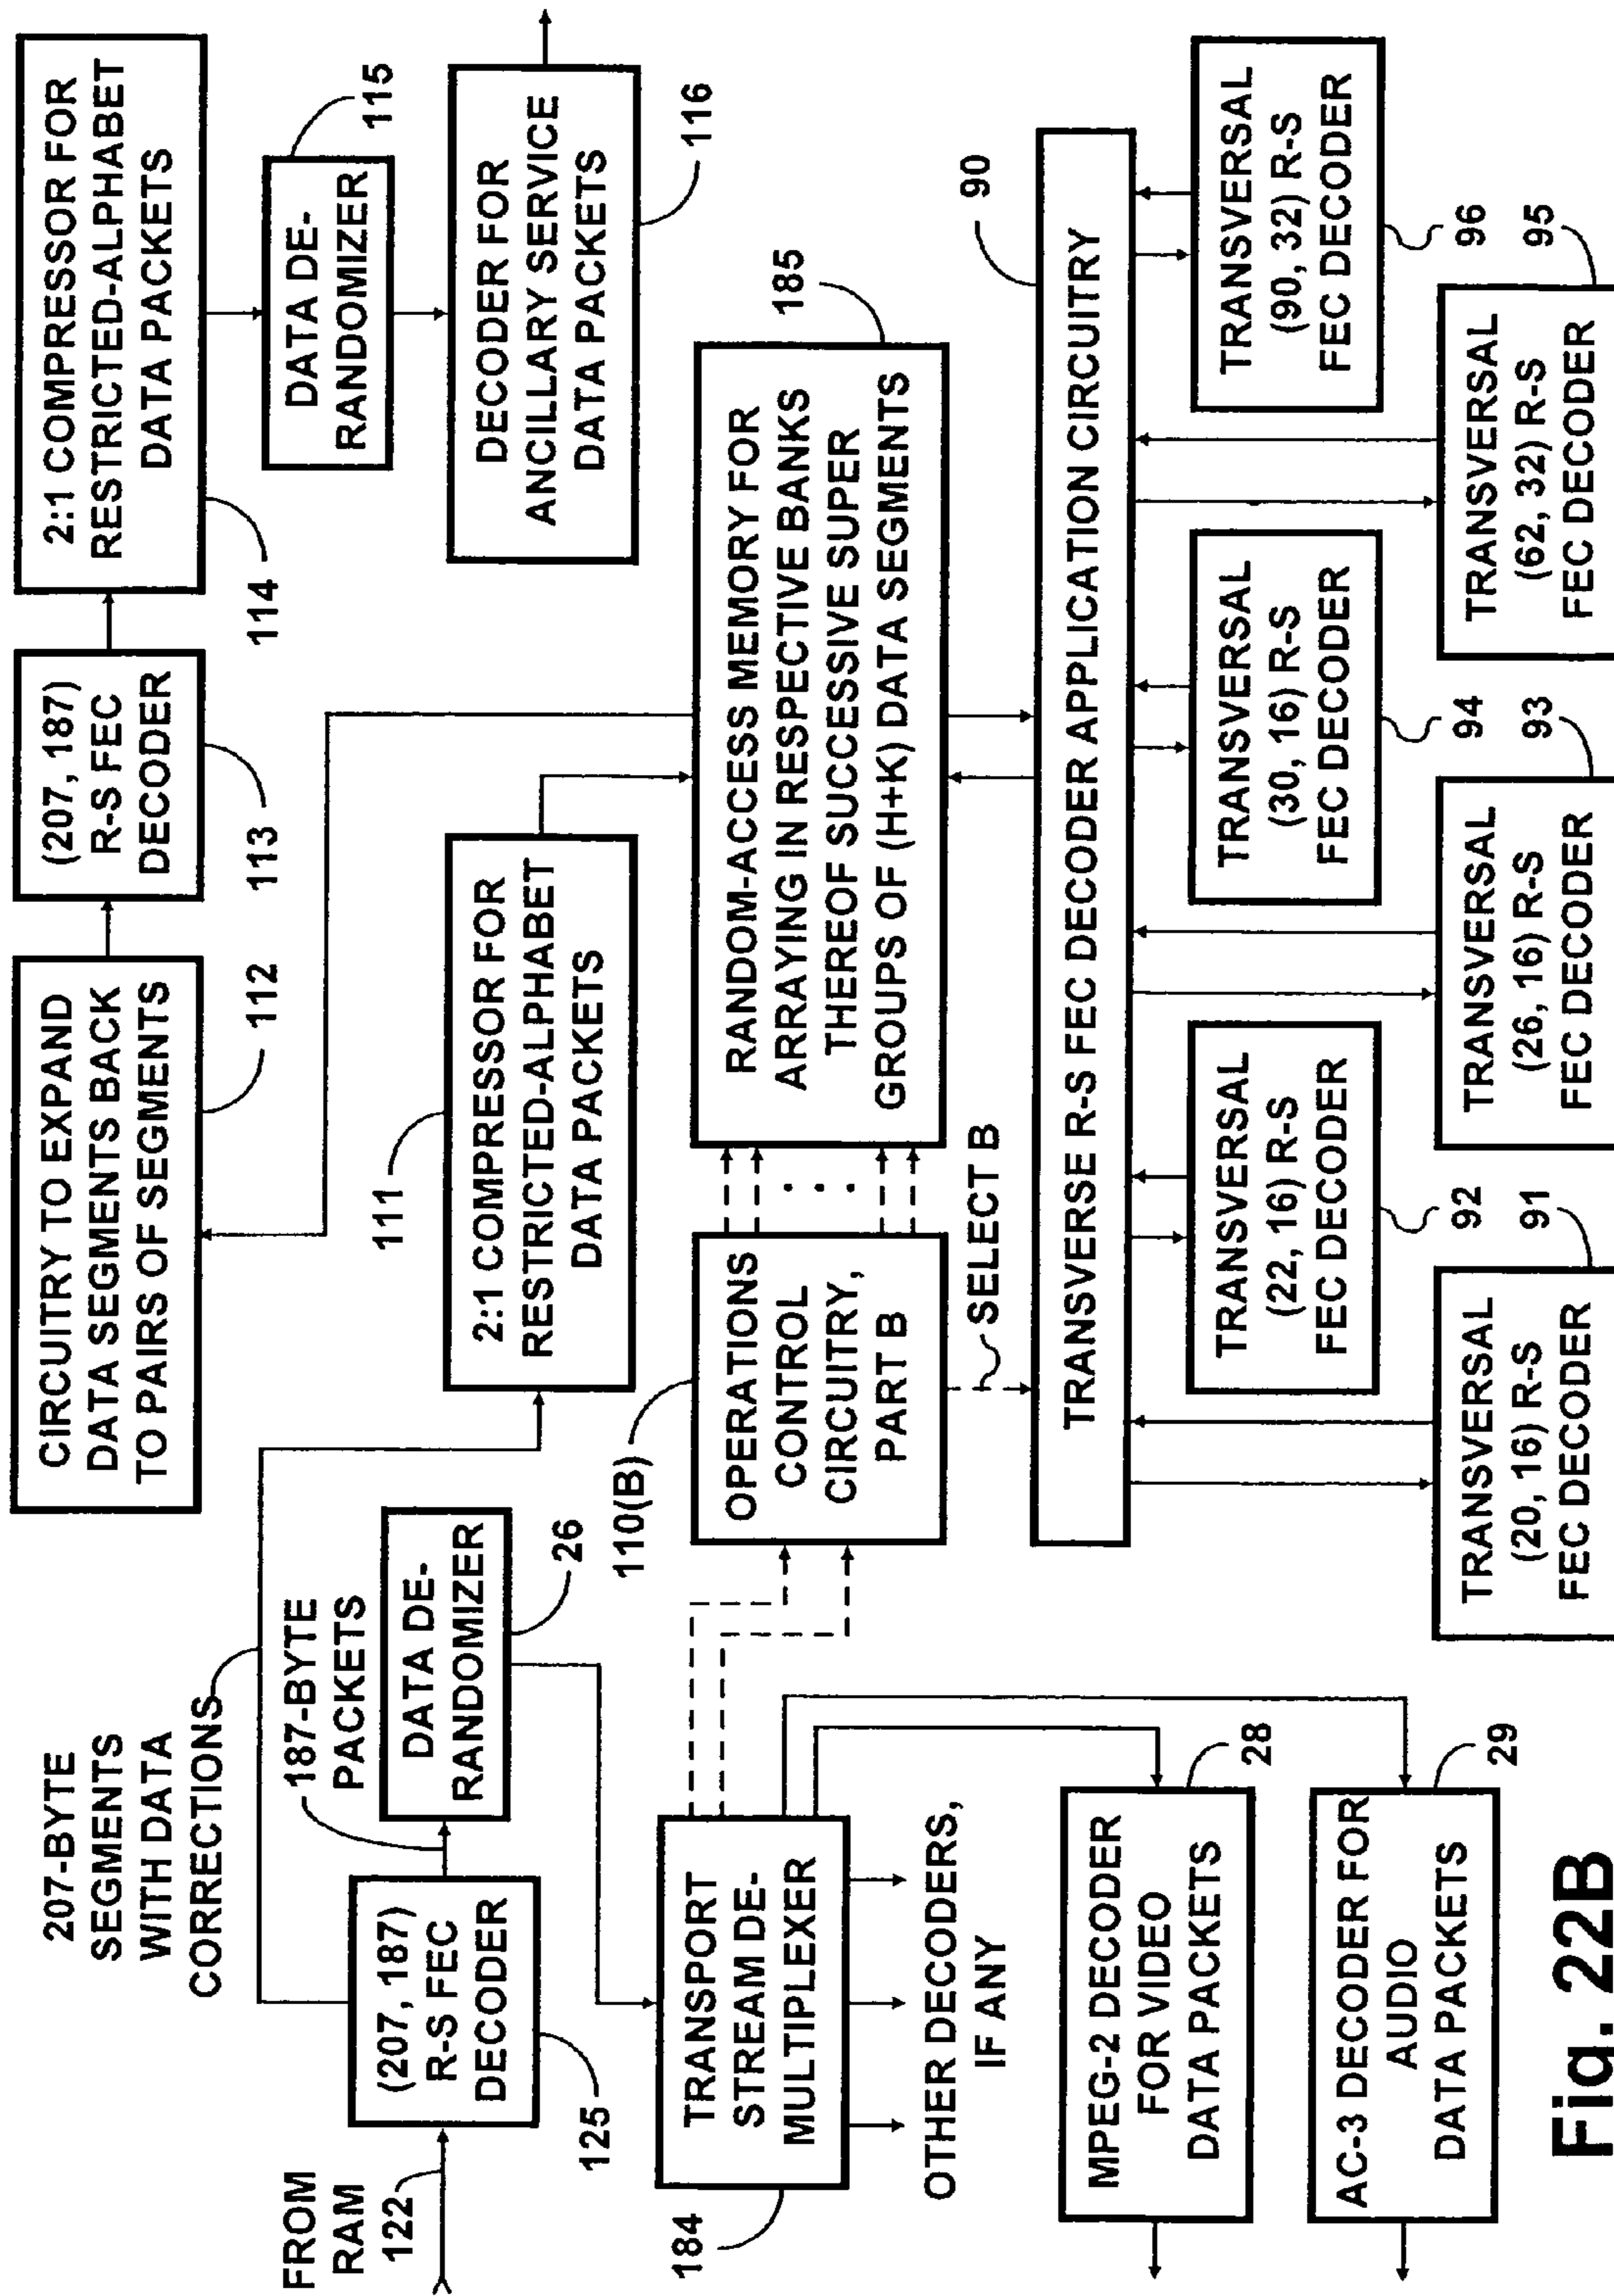 207-BYTE
SEGMENTS
WITH DATA
CORRECTIONS
CIRCUITRY TO EXPAND
DATA SEGMENTS BACK
TO PAIRS OF SEGMENTS
112
(207, 187)
R-S FEC
DECODER
113
2:1 COMPRESSOR FOR
RESTRICTED-ALPHABET
DATA PACKETS
114
DATA DE-
RANDOMIZER
115
DECODER FOR
ANCILLARY SERVICE
DATA PACKETS
116
FROM
RAM
122
(207, 187)
R-S FEC
DECODER
125
187-BYTE
PACKETS
DATA DE-
RANDOMIZER
26
111
2:1 COMPRESSOR FOR
RESTRICTED-ALPHABET
DATA PACKETS
184
TRANSPORT
STREAM DE-
MULTIPLEXER
110(B)
OPERATIONS
CONTROL
CIRCUITRY,
PART B
SELECT B
RANDOM-ACCESS MEMORY FOR
ARRAYING IN RESPECTIVE BANKS
THEREOF SUCCESSIVE SUPER
GROUPS OF (H+K) DATA SEGMENTS
185
OTHER DECODERS,
IF ANY
TRANSVERSE R-S FEC DECODER APPLICATION CIRCUITRY
90
MPEG-2 DECODER
FOR VIDEO
DATA PACKETS
28
AC-3 DECODER FOR
AUDIO
DATA PACKETS
29
TRANSVERSAL
(22, 16) R-S
FEC DECODER
92
TRANSVERSAL
(30, 16) R-S
FEC DECODER
94
TRANSVERSAL
(90, 32) R-S
FEC DECODER
96
TRANSVERSAL
(20, 16) R-S
FEC DECODER
91
TRANSVERSAL
(26, 16) R-S
FEC DECODER
93
TRANSVERSAL
(62, 32) R-S
FEC DECODER
95
Fig. 22B